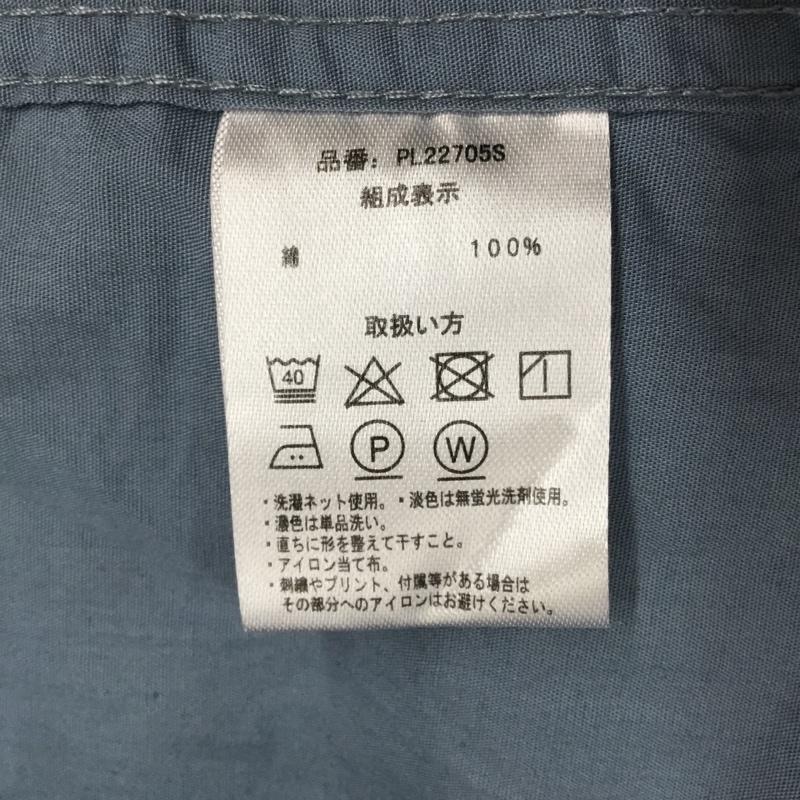 品番: PL22705S
組成表示
綿 100%
取扱い方
40
P W
・洗濯ネット使用。・淡色は無蛍光洗剤使用。
・濃色は単品洗い。
・直ちに形を整えて干すこと。
・アイロン当て布。
・刺繍やプリント、付属等がある場合は
その部分へのアイロンはお避けください。